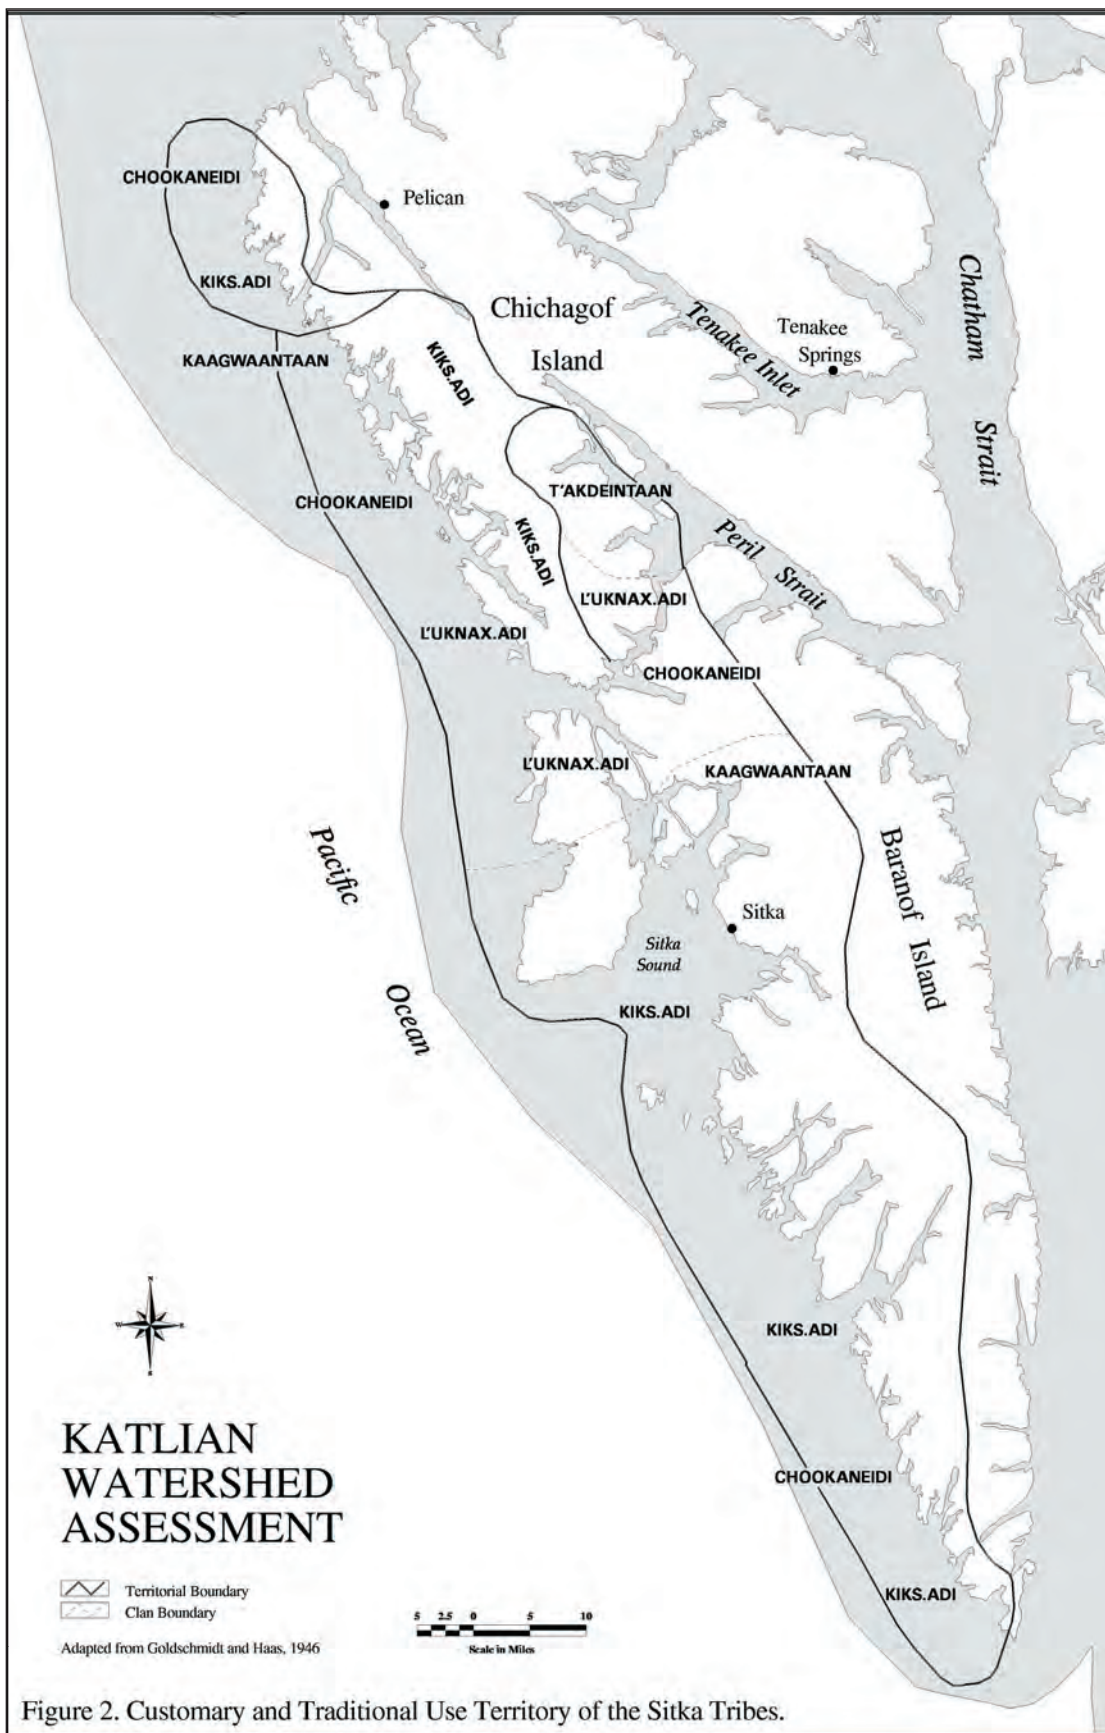 CHOOKANEIDI
Pelican
KIKS.ADI
Chichagof
Island
Tenakee Inlet
Tenakee
Springs
Chatham
Strait
KAAGWAANTAAN
KIKS.ADI
CHOOKANEIDI
T'AKDEINTAAN
KIKS.ADI
Peril Strait
L'UKNAX.ADI
L'UKNAX.ADI
CHOOKANEIDI
L'UKNAX.ADI
KAAGWAANTAAN
Pacific
Ocean
Baranof Island
Sitka
Sitka
Sound
KIKS.ADI
KIKS.ADI
CHOOKANEIDI
KIKS.ADI
N
W
E
S
KATLIAN
WATERSHED
ASSESSMENT
Territorial Boundary
Clan Boundary
Adapted from Goldschmidt and Haas, 1946
5 2.5 0 5 10
Scale in Miles
Figure 2. Customary and Traditional Use Territory of the Sitka Tribes.